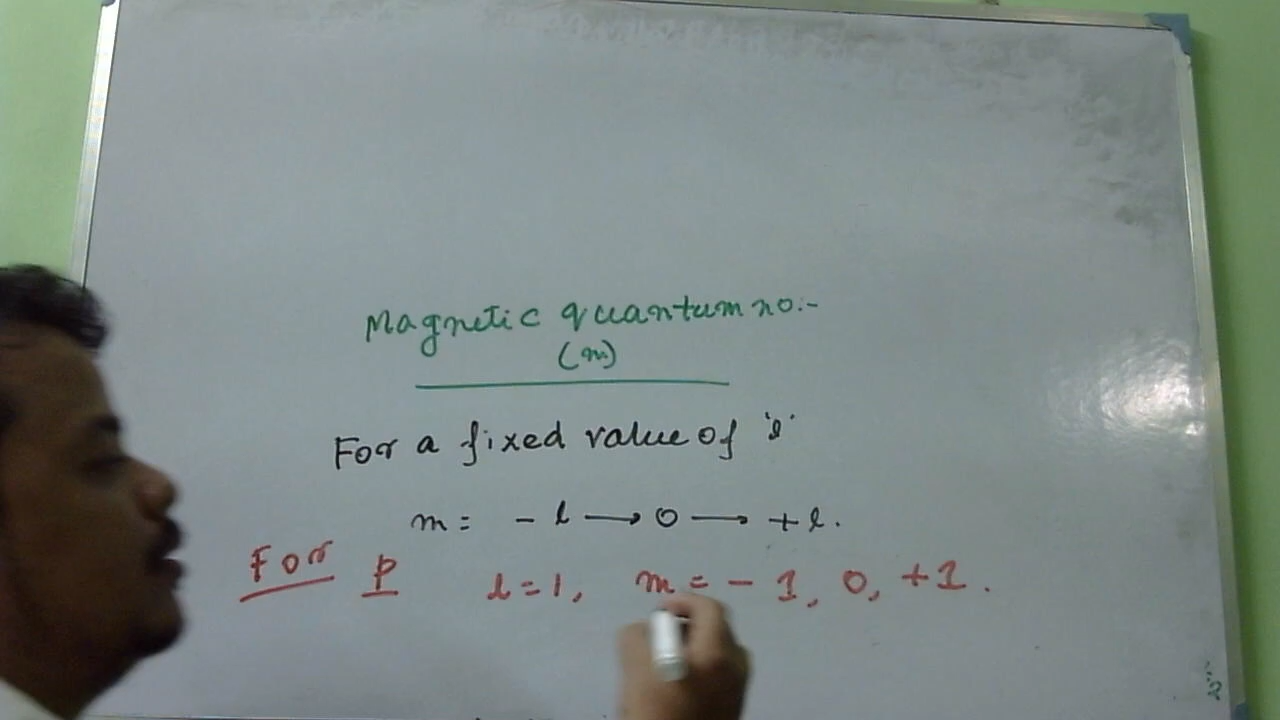 Magnetic quantum no:-
(m)
For a fixed value of 'l'
m = - l → 0 → + l.
For p l = 1, m = - 1, 0, +1.